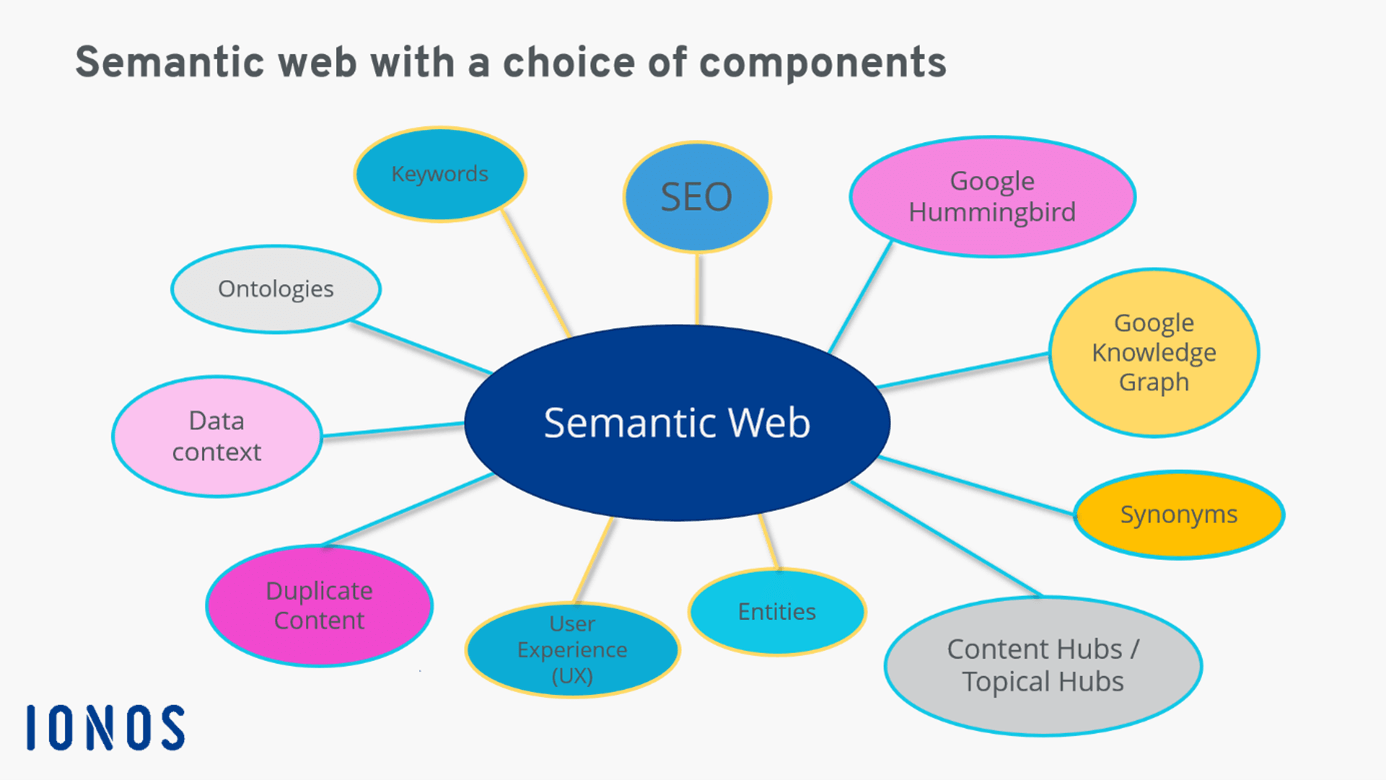 Semantic web with a choice of components
Keywords
SEO
Google
Hummingbird
Ontologies
Google
Knowledge
Graph
Data
context
Semantic Web
Synonyms
Duplicate
Content
User
Experience
(UX)
Entities
Content Hubs /
Topical Hubs
IONOS